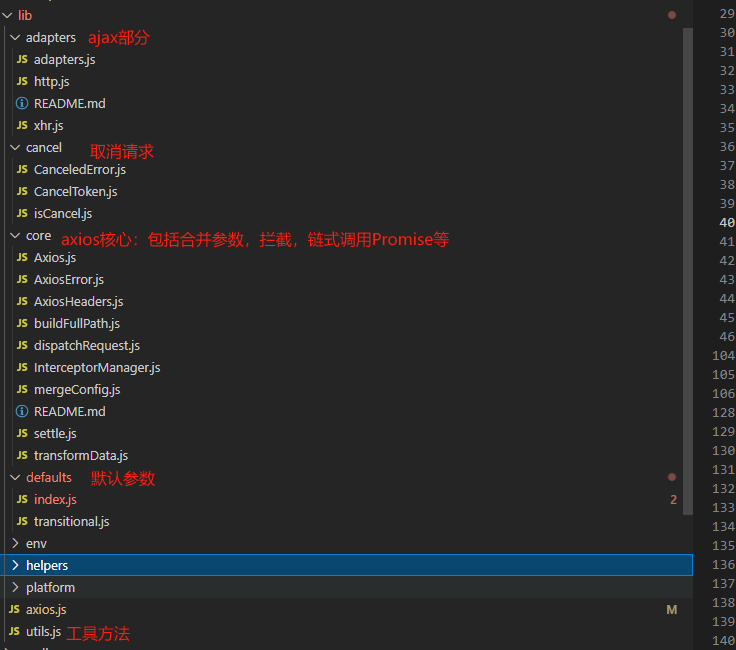 lib
adapters ajax部分
JS adapters.js
JS http.js
README.md
JS xhr.js
cancel 取消请求
JS CanceledError.js
JS CancelToken.js
JS isCancel.js
core axios核心：包括合并参数，拦截，链式调用Promise等
JS Axios.js
JS AxiosError.js
JS AxiosHeaders.js
JS buildFullPath.js
JS dispatchRequest.js
JS InterceptorManager.js
JS mergeConfig.js
README.md
JS settle.js
JS transformData.js
defaults 默认参数
JS index.js 2
JS transitional.js
env
helpers
platform
JS axios.js M
JS utils.js 工具方法
29
30
31
32
33
34
35
36
37
38
39
40
41
42
43
44
45
46
104
105
106
128
129
130
131
132
133
134
135
136
137
138
139
140